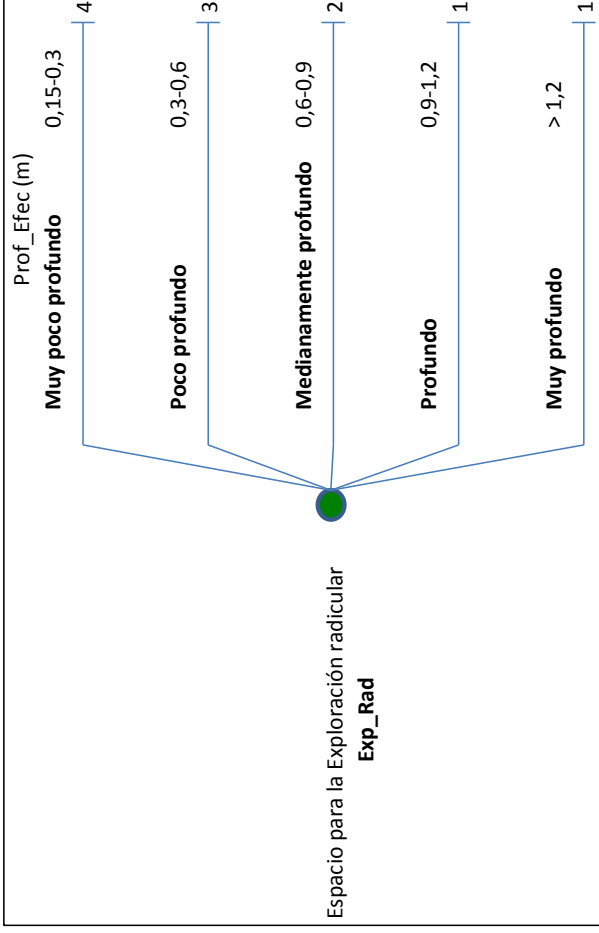 Prof_Efec (m)
Muy poco profundo 0,15-0,3 4
Poco profundo 0,3-0,6 3
Medianamente profundo 0,6-0,9 2
Profundo 0,9-1,2 1
Muy profundo > 1,2 1
Espacio para la Exploración radicular
Exp_Rad